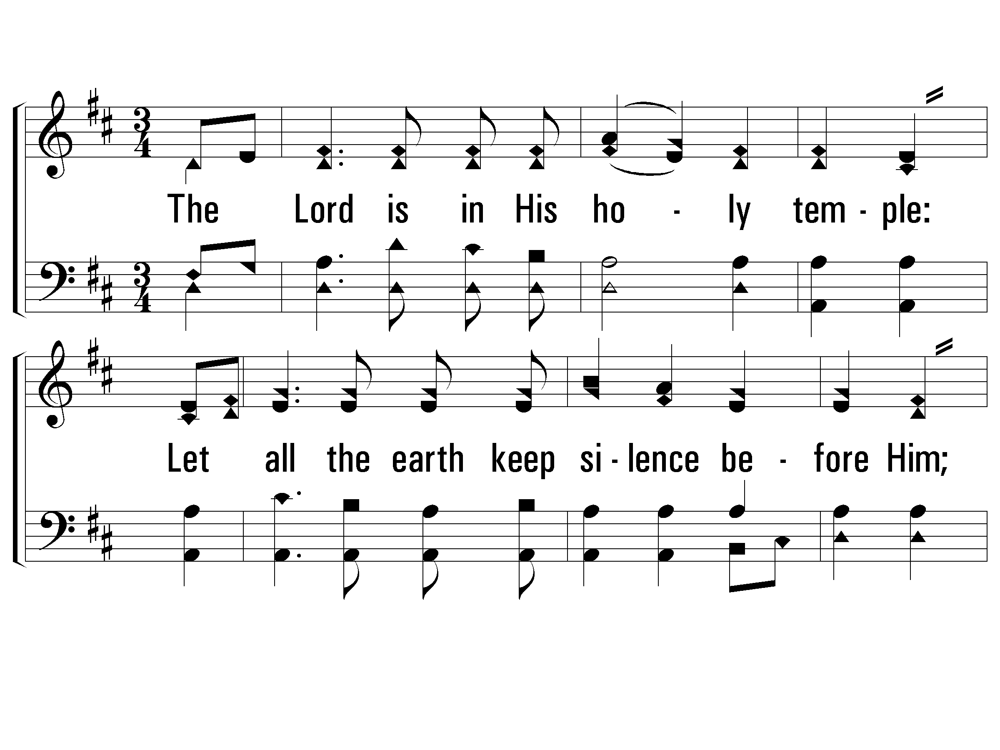 The Lord is in His ho - ly tem - ple:
Let all the earth keep si - lence be - fore Him;